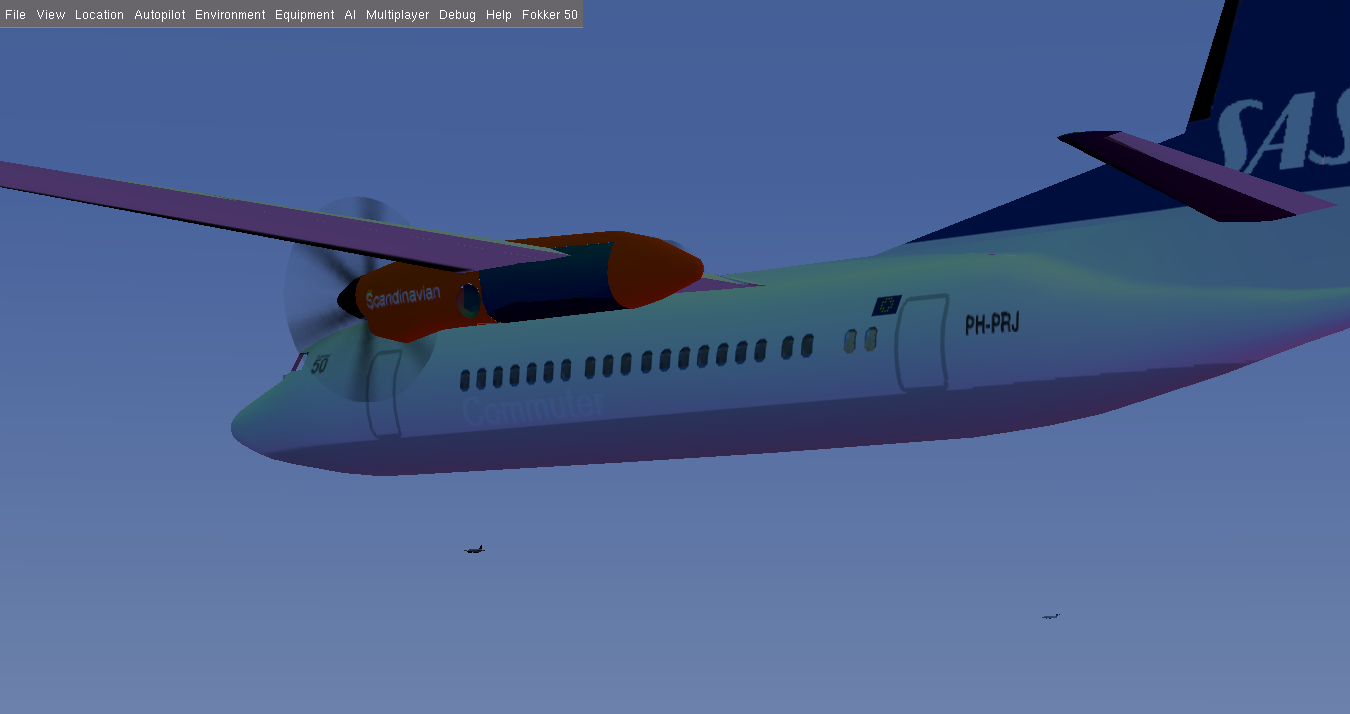 File View Location Autopilot Environment Equipment AI Multiplayer Debug Help Fokker 50
SAS
Scandinavian
50
PH-PRJ
Commuter